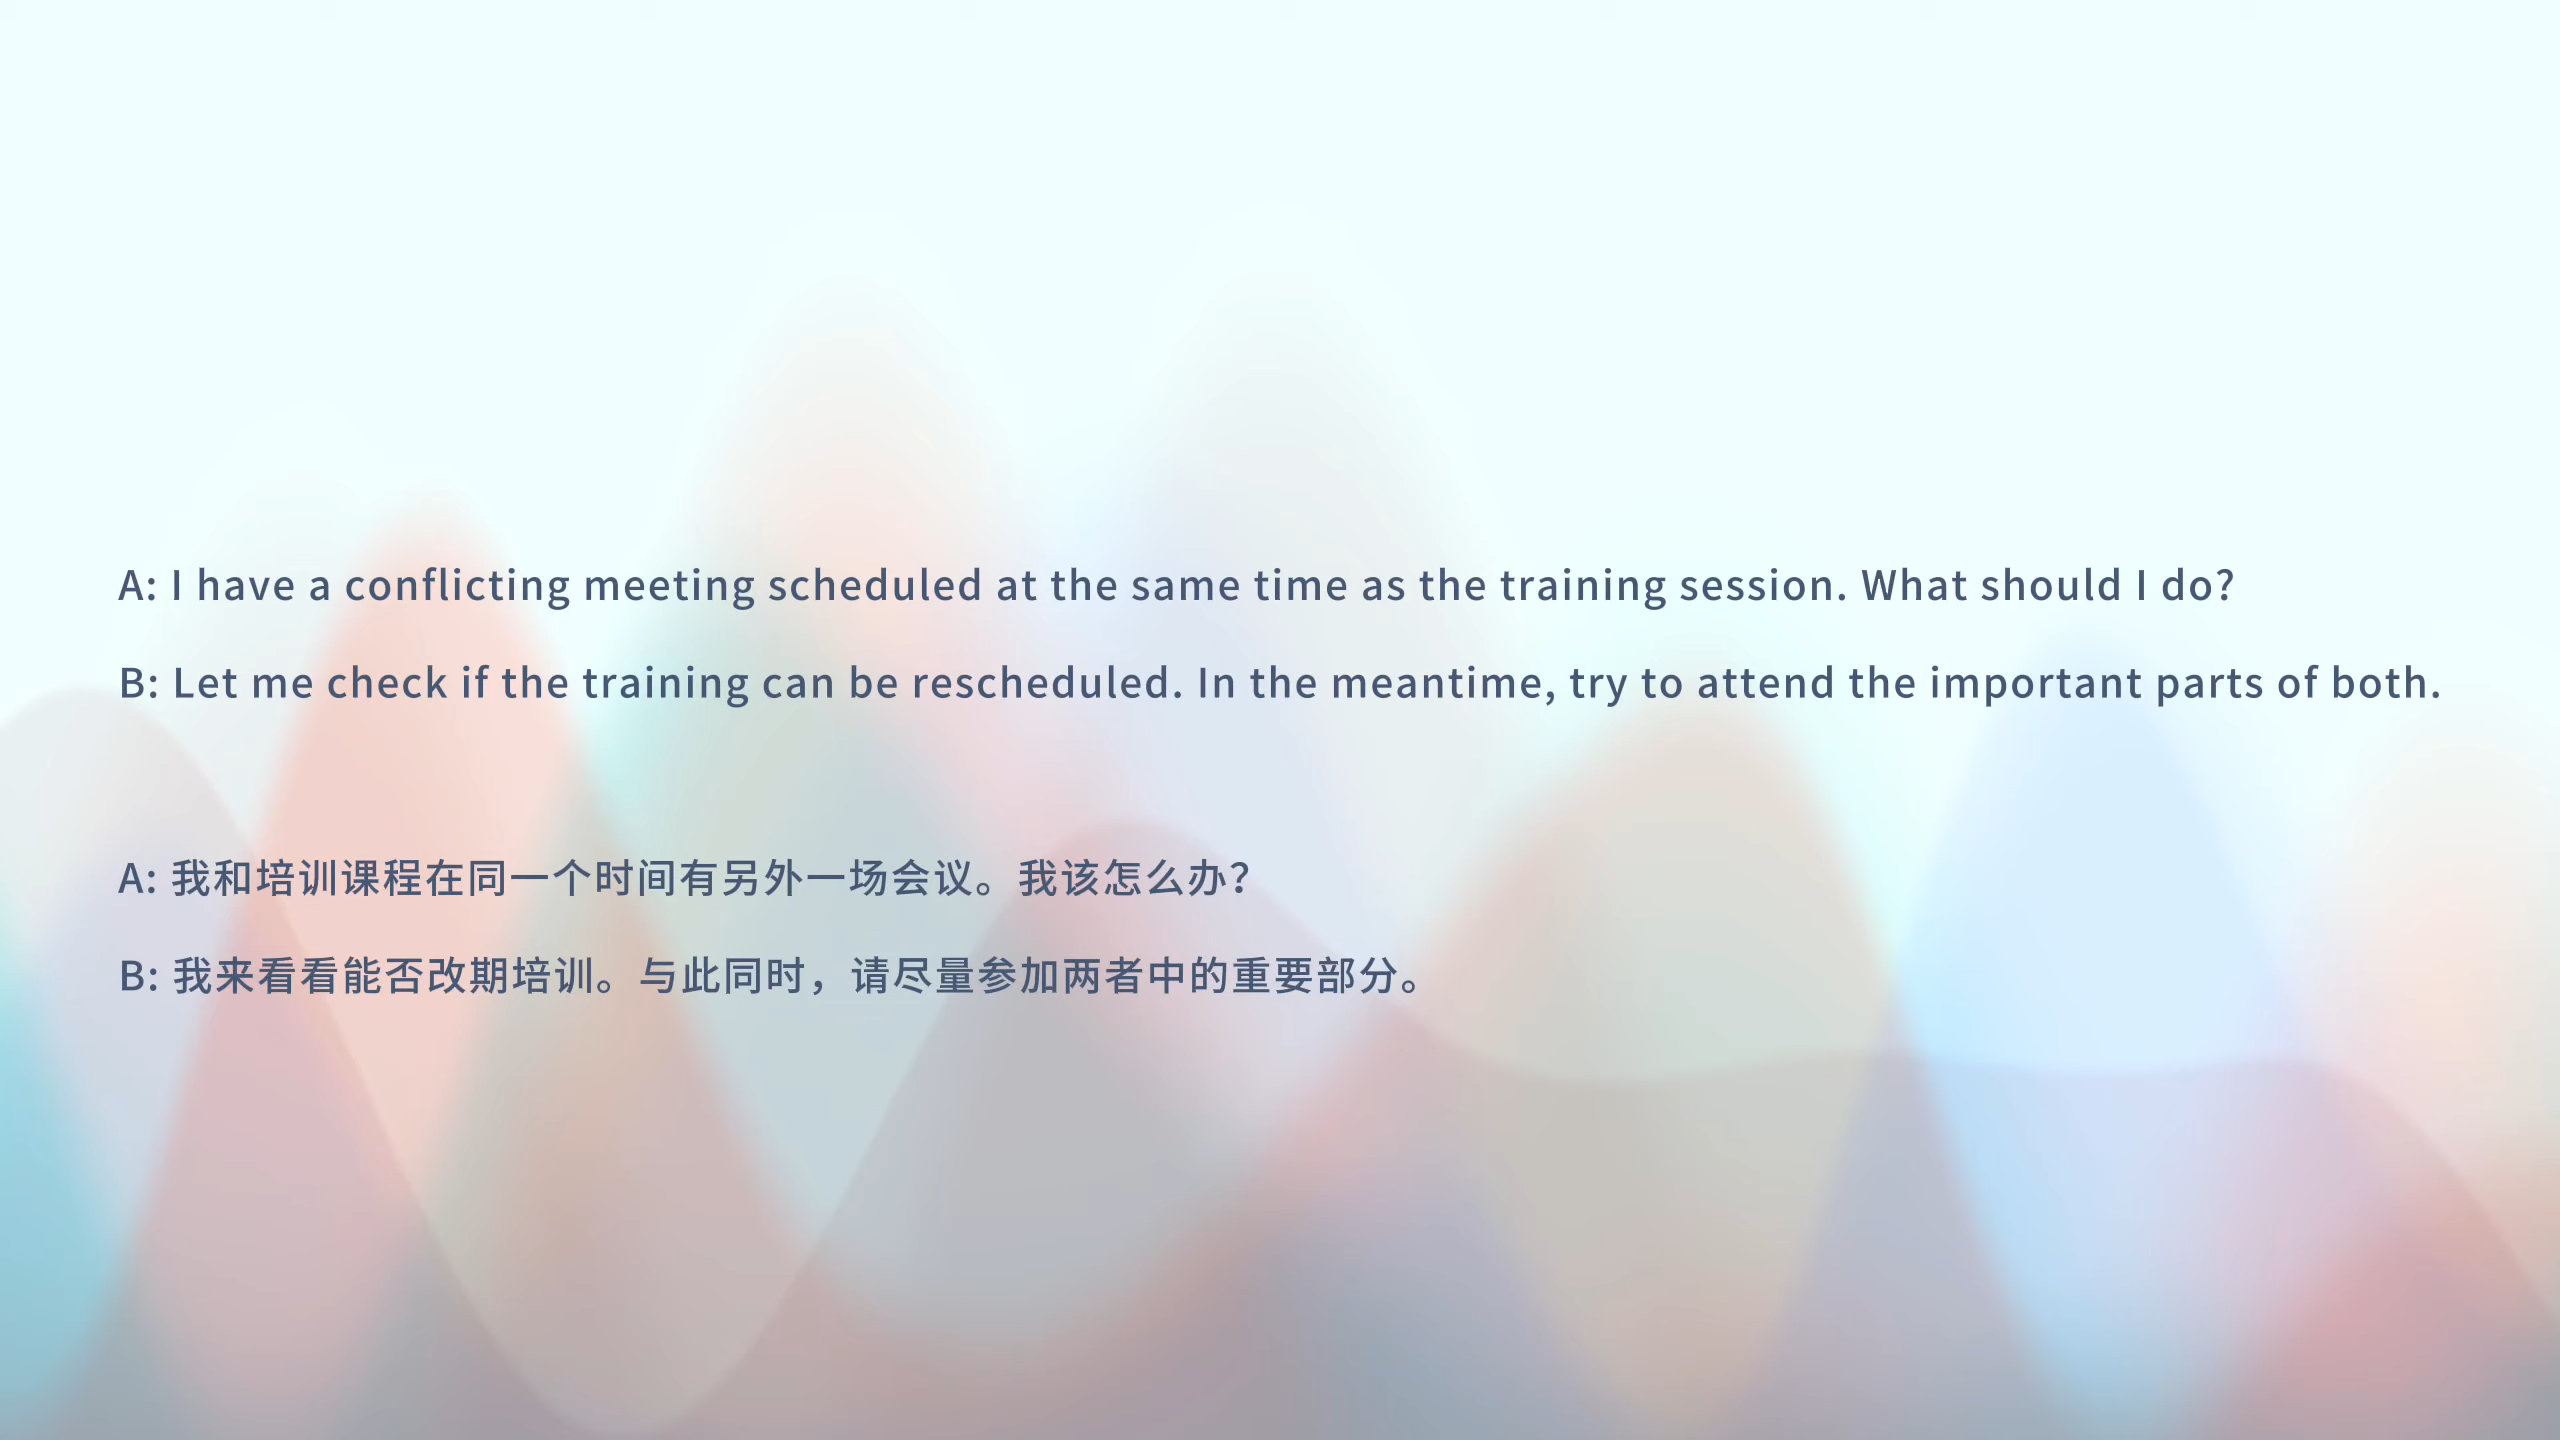 A: I have a conflicting meeting scheduled at the same time as the training session. What should I do?
B: Let me check if the training can be rescheduled. In the meantime, try to attend the important parts of both.
A: 我和培训课程在同一个时间有另外一场会议。我该怎么办？
B: 我来看看能否改期培训。与此同时，请尽量参加两者中的重要部分。